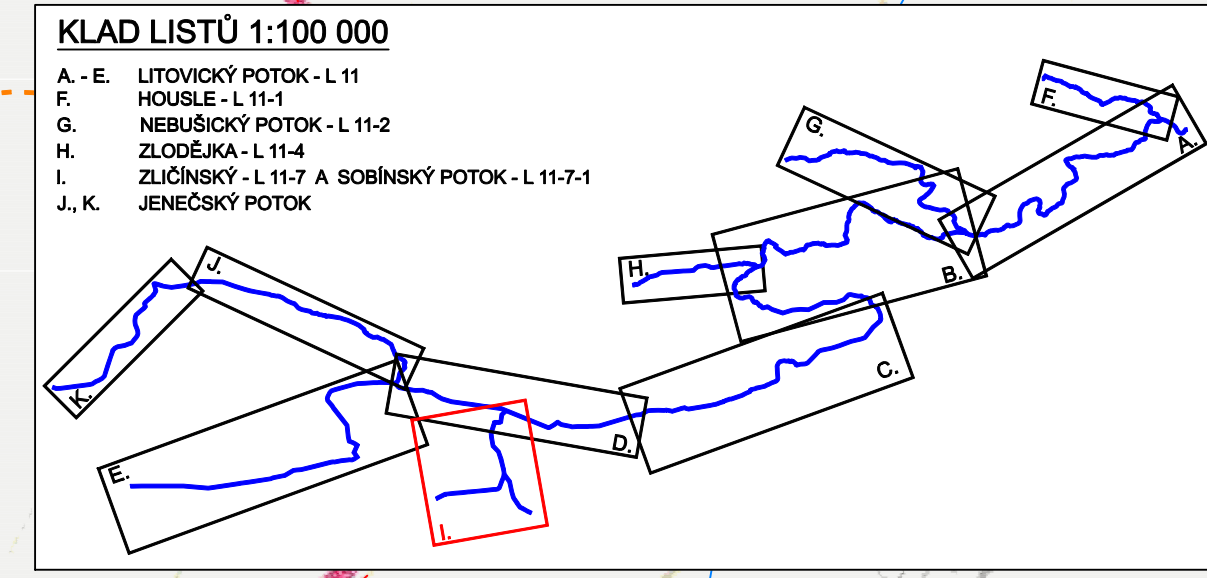 KLAD LISTŮ 1:100 000
A. - E. LITOVICKÝ POTOK - L 11
F. HOUSLE - L 11-1
G. NEBUŠICKÝ POTOK - L 11-2
H. ZLODĚJKA - L 11-4
I. ZLIČÍNSKÝ - L 11-7 A SOBÍNSKÝ POTOK - L 11-7-1
J., K. JENEČSKÝ POTOK
F.
G.
A.
H.
B.
J.
C.
K.
D.
E.
I.